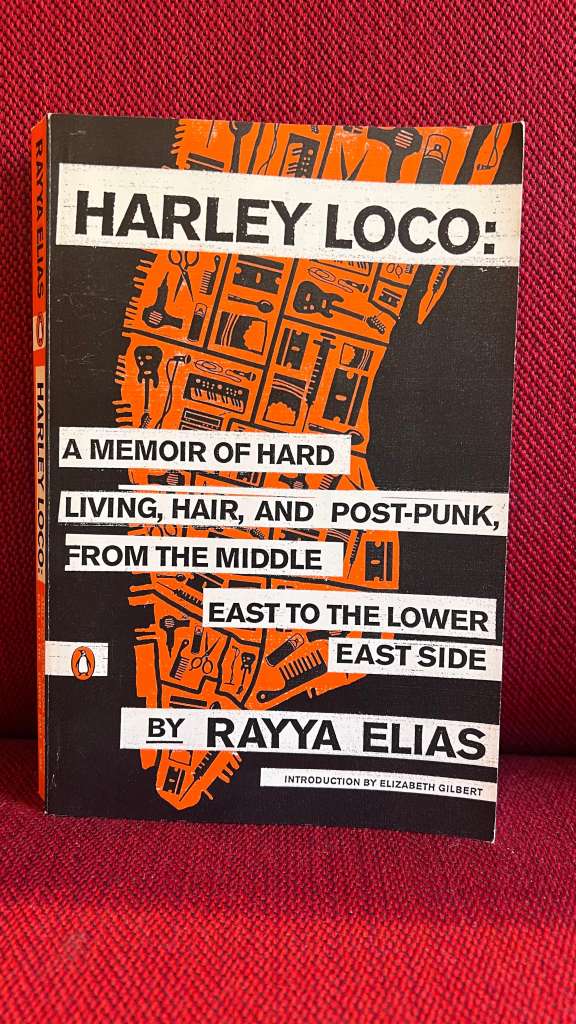 HARLEY LOCO:
A MEMOIR OF HARD
LIVING, HAIR, AND POST-PUNK,
FROM THE MIDDLE
EAST TO THE LOWER
EAST SIDE
BY RAYYA ELIAS
INTRODUCTION BY ELIZABETH GILBERT
RAYYA ELIAS
HARLEY LOCO: